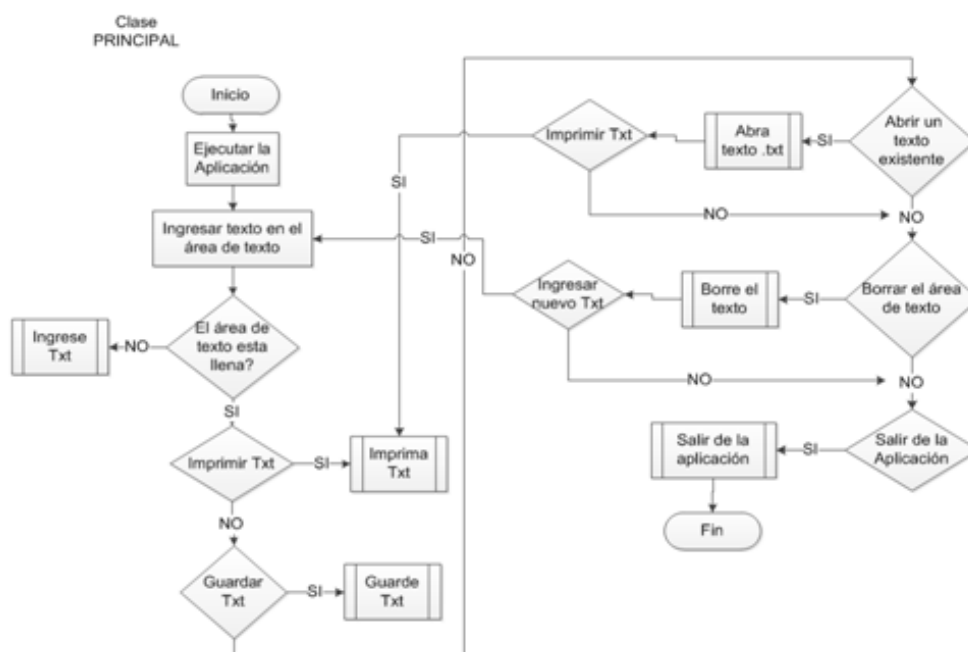 Clase
PRINCIPAL
Inicio
Ejecutar la
Aplicación
Ingresar texto en el
área de texto
El área de
texto esta
llena?
NO
Ingrese
Txt
SI
Imprimir Txt
SI
Imprima
Txt
NO
Guardar
Txt
SI
Guarde
Txt
NO
Abrir un
texto
existente
SI
Abra
texto .txt
Imprimir Txt
SI
NO
NO
Borrar el área
de texto
SI
Borre el
texto
Ingresar
nuevo Txt
SI
NO
NO
Salir de la
Aplicación
SI
Salir de la
aplicación
Fin